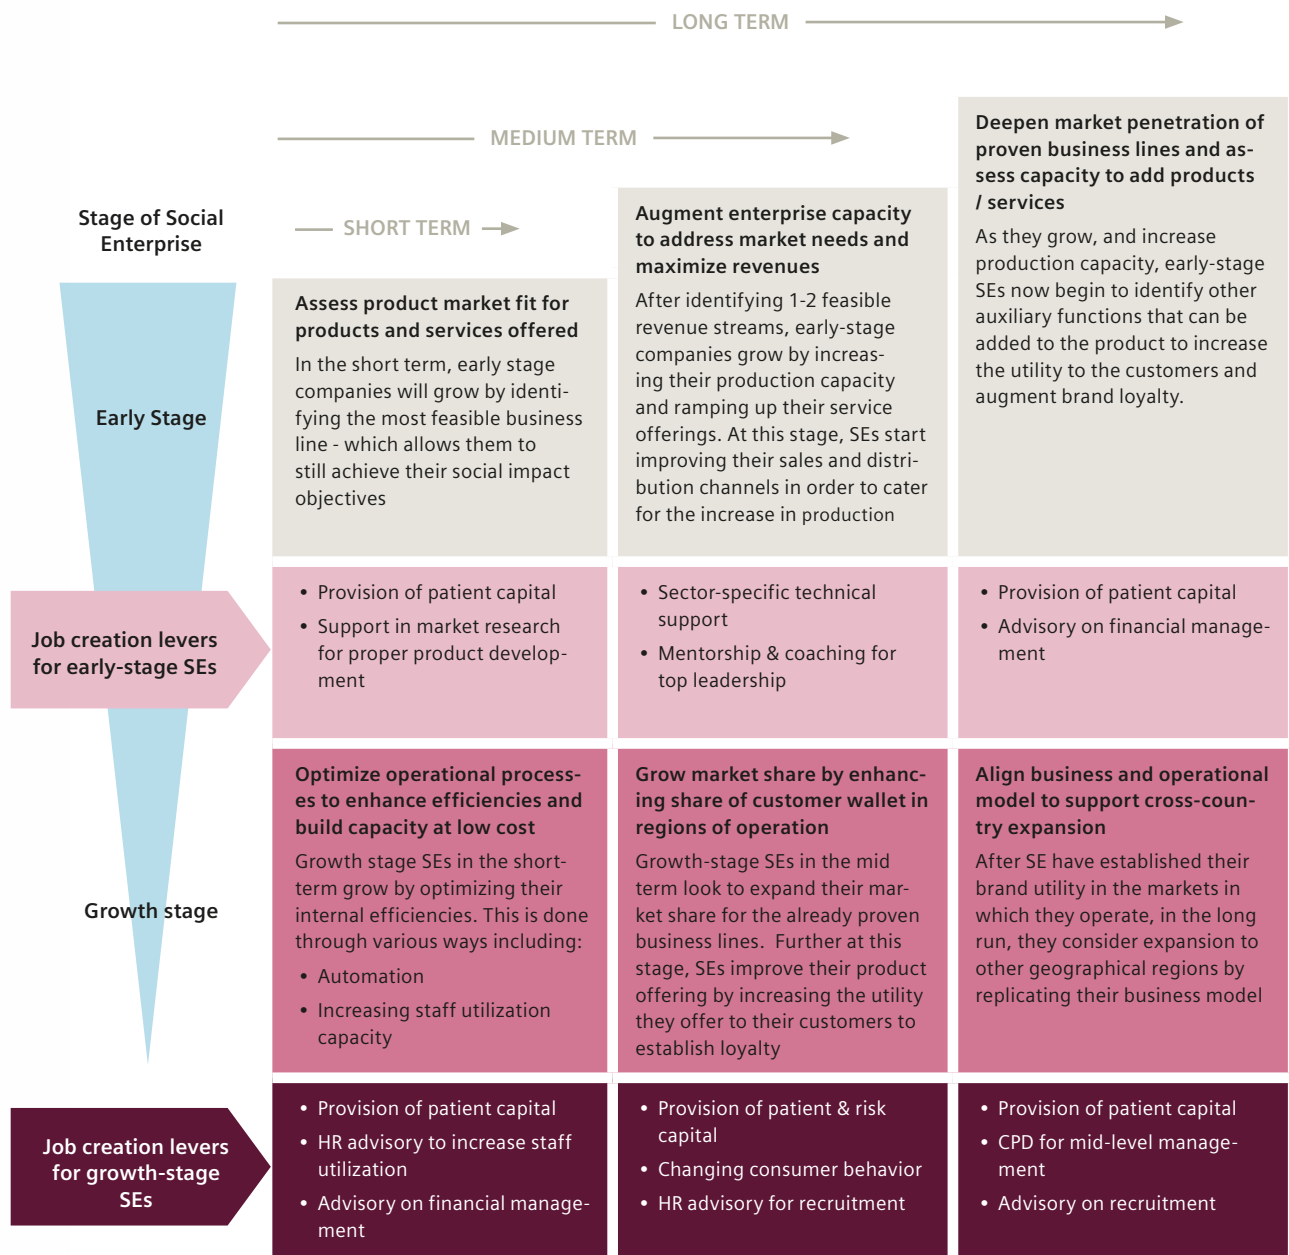 LONG TERM
MEDIUM TERM
SHORT TERM
Stage of Social
Enterprise
Early Stage
Assess product market fit for
products and services offered
In the short term, early stage
companies will grow by identi-
fying the most feasible business
line - which allows them to
still achieve their social impact
objectives
Augment enterprise capacity
to address market needs and
maximize revenues
After identifying 1-2 feasible
revenue streams, early-stage
companies grow by increas-
ing their production capacity
and ramping up their service
offerings. At this stage, SEs start
improving their sales and distri-
bution channels in order to cater
for the increase in production
Deepen market penetration of
proven business lines and as-
sess capacity to add products
/ services
As they grow, and increase
production capacity, early-stage
SEs now begin to identify other
auxiliary functions that can be
added to the product to increase
the utility to the customers and
augment brand loyalty.
Job creation levers
for early-stage SEs
• Provision of patient capital
• Support in market research
for proper product develop-
ment
• Sector-specific technical
support
• Mentorship & coaching for
top leadership
• Provision of patient capital
• Advisory on financial manage-
ment
Growth stage
Optimize operational process-
es to enhance efficiencies and
build capacity at low cost
Growth stage SEs in the short-
term grow by optimizing their
internal efficiencies. This is done
through various ways including:
• Automation
• Increasing staff utilization
capacity
Grow market share by enhanc-
ing share of customer wallet in
regions of operation
Growth-stage SEs in the mid
term look to expand their mar-
ket share for the already proven
business lines.  Further at this
stage, SEs improve their product
offering by increasing the utility
they offer to their customers to
establish loyalty
Align business and operational
model to support cross-coun-
try expansion
After SE have established their
brand utility in the markets in
which they operate, in the long
run, they consider expansion to
other geographical regions by
replicating their business model
Job creation levers
for growth-stage
SEs
• Provision of patient capital
• HR advisory to increase staff
utilization
• Advisory on financial manage-
ment
• Provision of patient & risk
capital
• Changing consumer behavior
• HR advisory for recruitment
• Provision of patient capital
• CPD for mid-level manage-
ment
• Advisory on recruitment